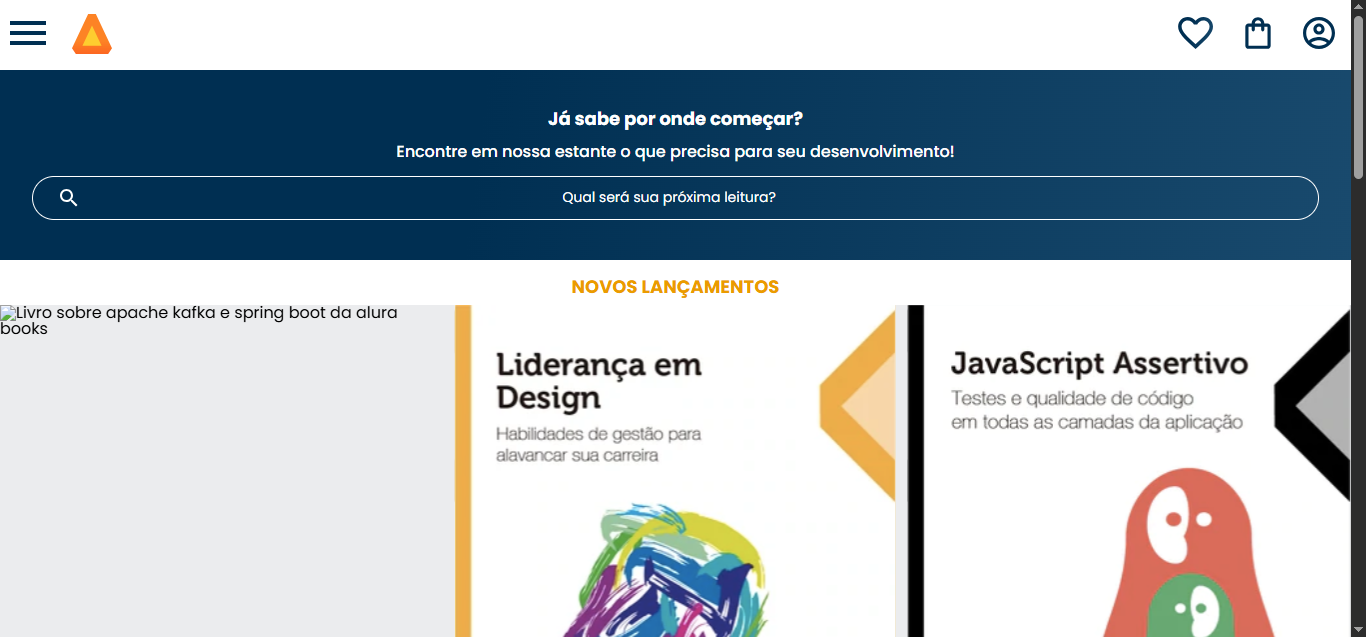 Já sabe por onde começar?
Encontre em nossa estante o que precisa para seu desenvolvimento!
Qual será sua próxima leitura?
NOVOS LANÇAMENTOS
Livro sobre apache kafka e spring boot da alura
books
Liderança em
Design
Habilidades de gestão para
alavancar sua carreira
JavaScript Assertivo
Testes e qualidade de código
em todas as camadas da aplicação